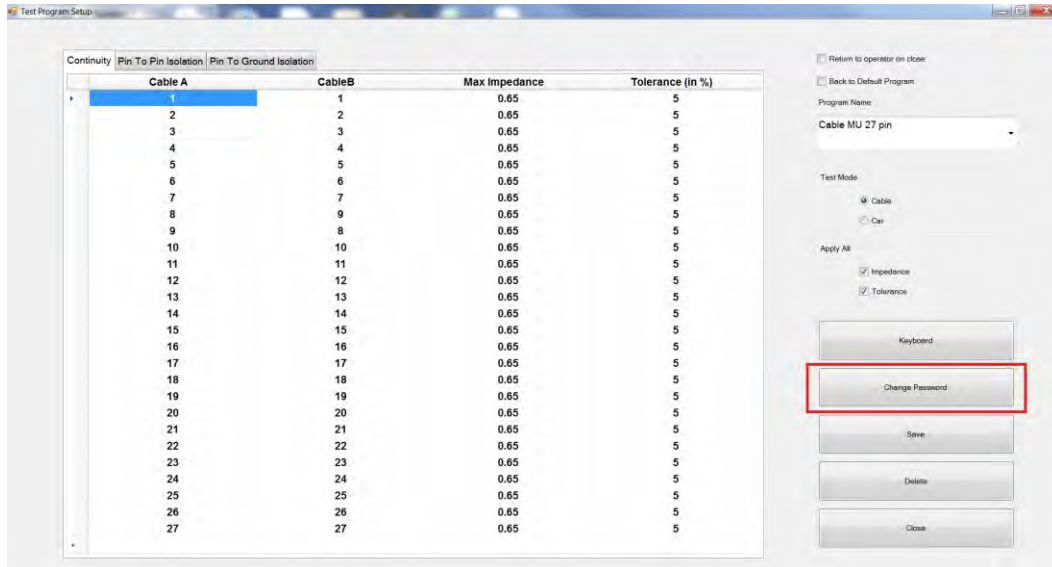 Test Program Setup
Continuity Pin To Pin Isolation Pin To Ground Isolation
Cable A CableB Max Impedance Tolerance (in %)
1 1 0.65 5
2 2 0.65 5
3 3 0.65 5
4 4 0.65 5
5 5 0.65 5
6 6 0.65 5
7 7 0.65 5
8 9 0.65 5
9 8 0.65 5
10 10 0.65 5
11 11 0.65 5
12 12 0.65 5
13 13 0.65 5
14 14 0.65 5
15 15 0.65 5
16 16 0.65 5
17 17 0.65 5
18 18 0.65 5
19 19 0.65 5
20 20 0.65 5
21 21 0.65 5
22 22 0.65 5
23 23 0.65 5
24 24 0.65 5
25 25 0.65 5
26 26 0.65 5
27 27 0.65 5
Return to operator on close
Back to Default Program
Program Name
Cable MU 27 pin
Test Mode
Cable
Car
Apply All
Impedance
Tolerance
Keyboard
Change Password
Save
Delete
Close